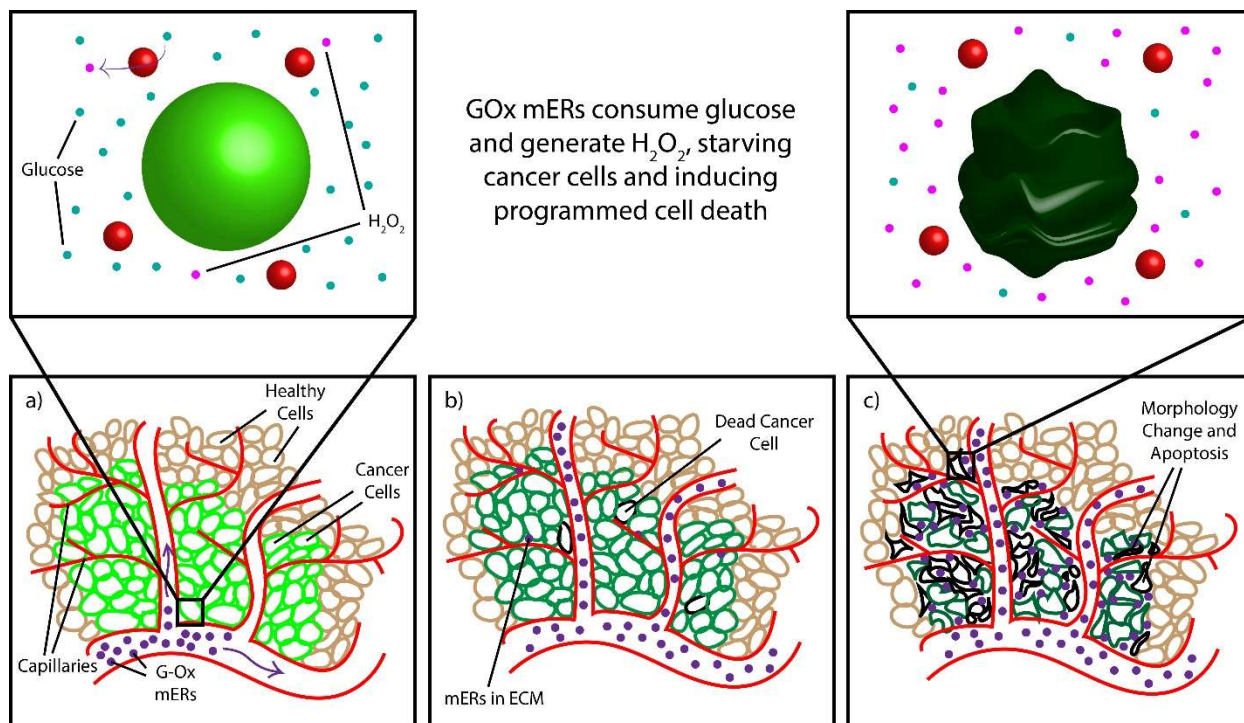 Glucose
H₂O₂
GOx mERs consume glucose
and generate H₂O₂, starving
cancer cells and inducing
programmed cell death
a)
Healthy
Cells
Cancer
Cells
Capillaries
G-Ox
mERs
b)
Dead Cancer
Cell
mERs in ECM
c)
Morphology
Change and
Apoptosis